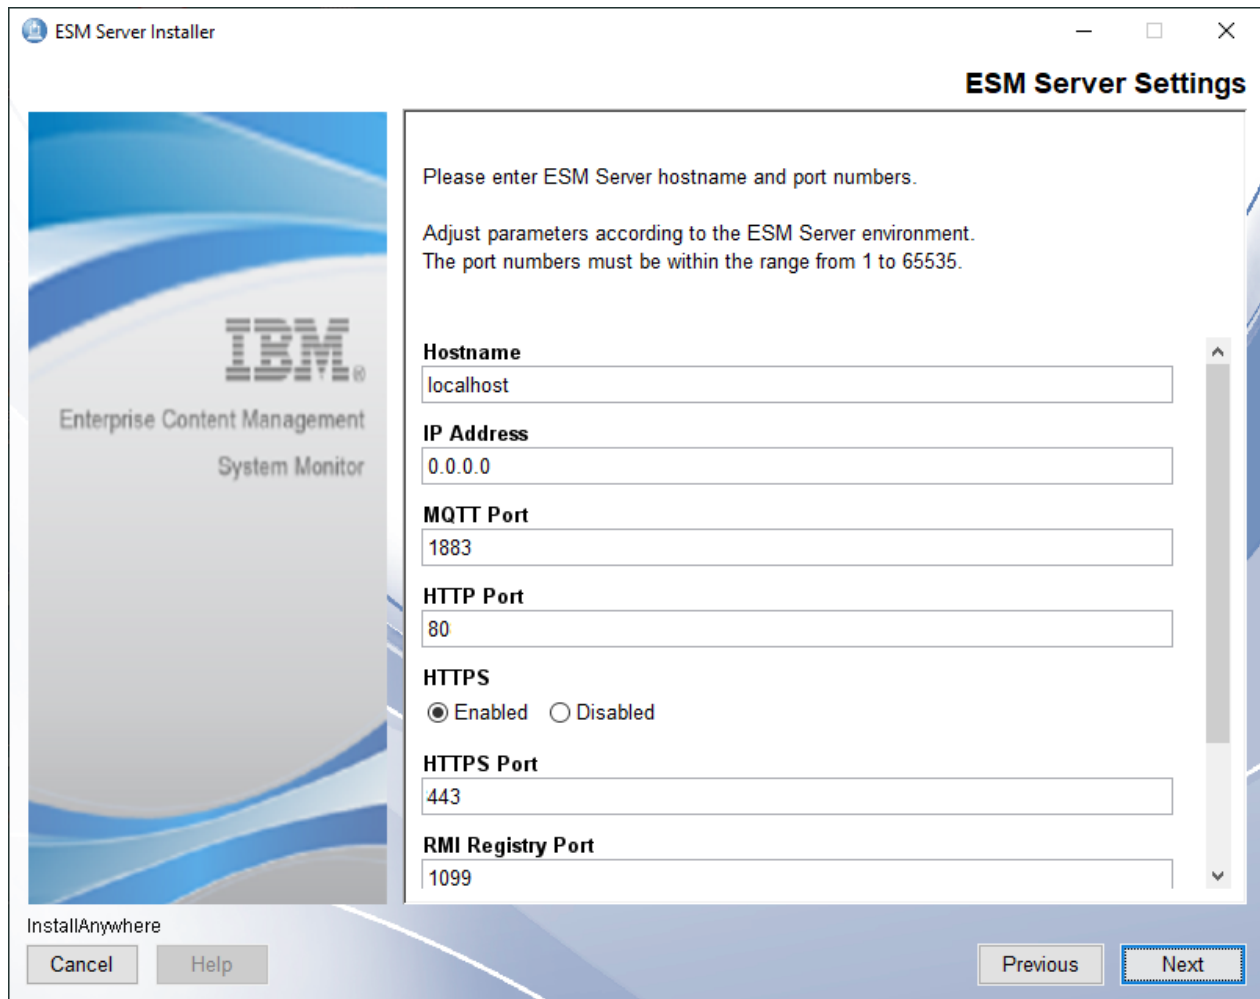 ESM Server Installer
ESM Server Settings
IBM®
Enterprise Content Management
System Monitor
Please enter ESM Server hostname and port numbers.
Adjust parameters according to the ESM Server environment.
The port numbers must be within the range from 1 to 65535.
Hostname
localhost
IP Address
0.0.0.0
MQTT Port
1883
HTTP Port
80
HTTPS
Enabled Disabled
HTTPS Port
443
RMI Registry Port
1099
InstallAnywhere
Cancel Help Previous Next